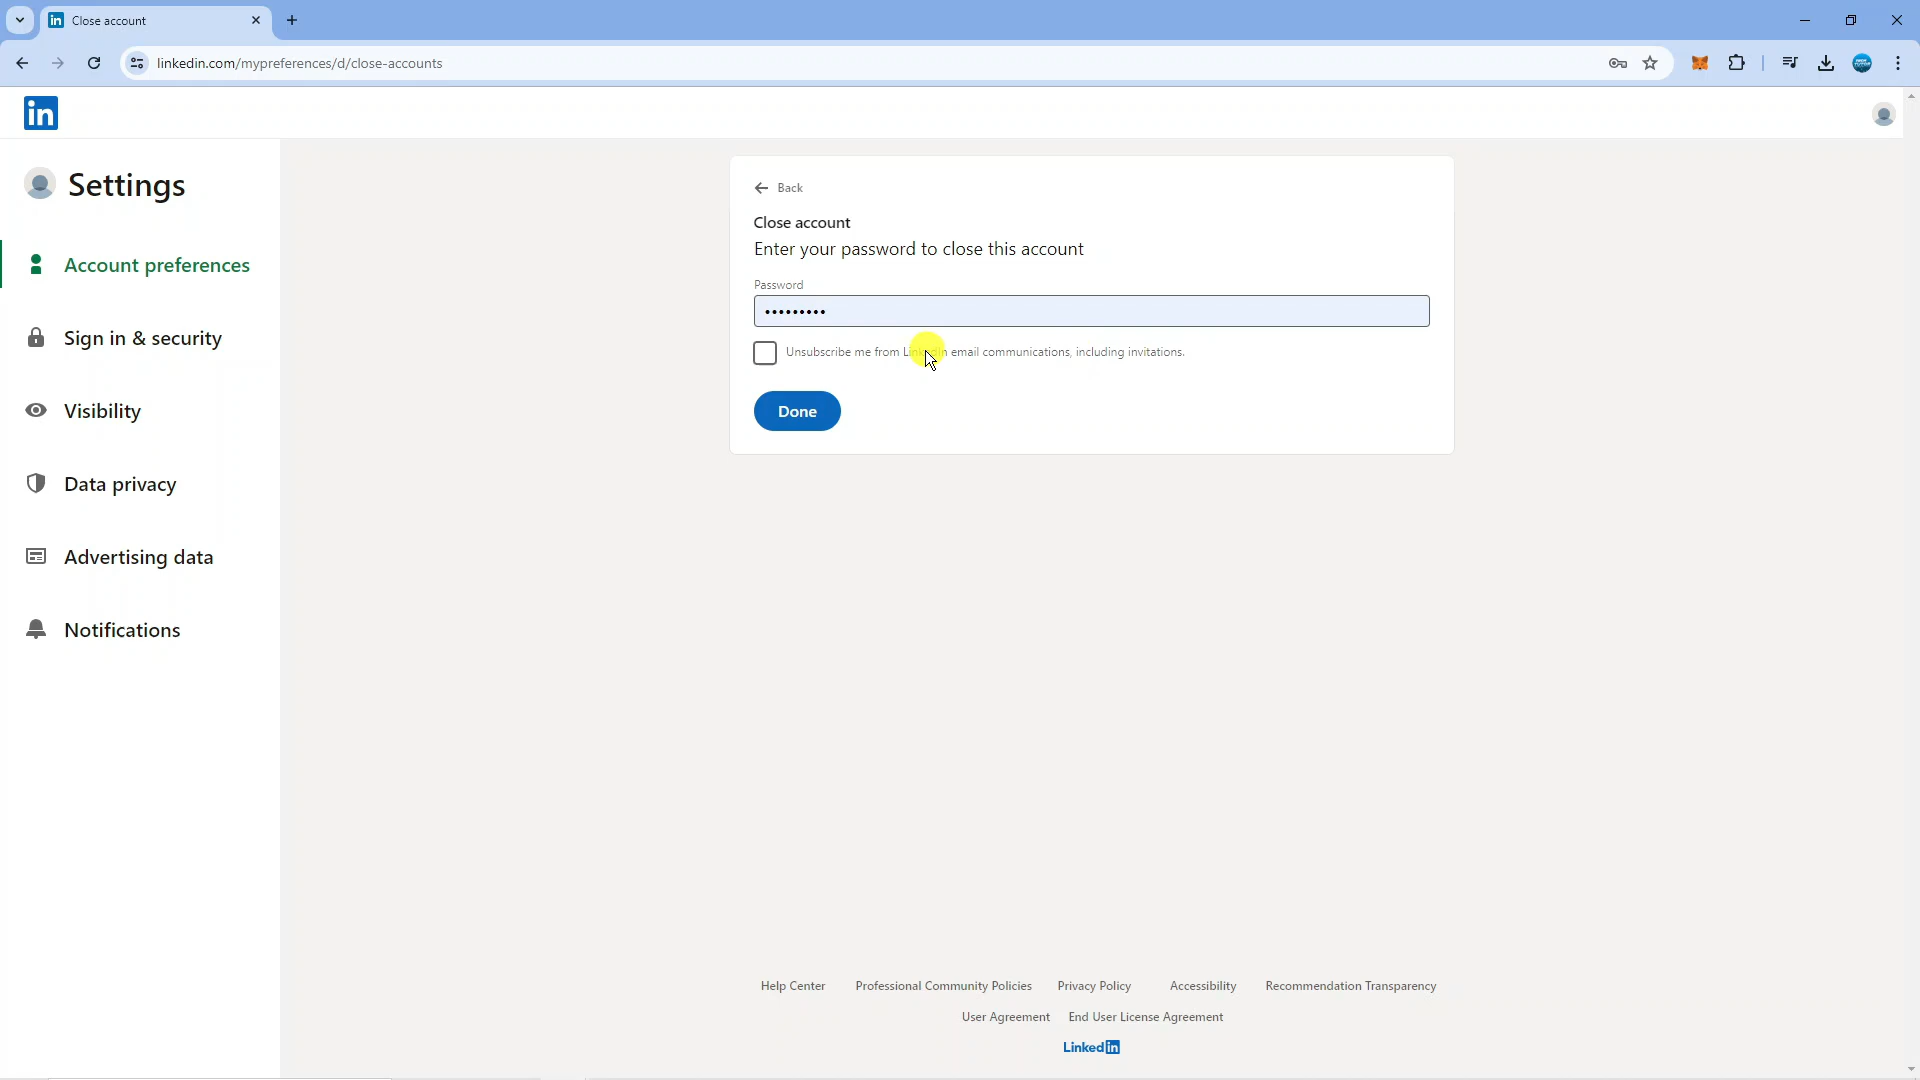 Close account
linkedin.com/mypreferences/d/close-accounts
in
Settings
Account preferences
Sign in & security
Visibility
Data privacy
Advertising data
Notifications
Back
Close account
Enter your password to close this account
Password
•••••••••
Unsubscribe me from LinkedIn email communications, including invitations.
Done
Help Center Professional Community Policies Privacy Policy Accessibility Recommendation Transparency
User Agreement End User License Agreement
LinkedIn